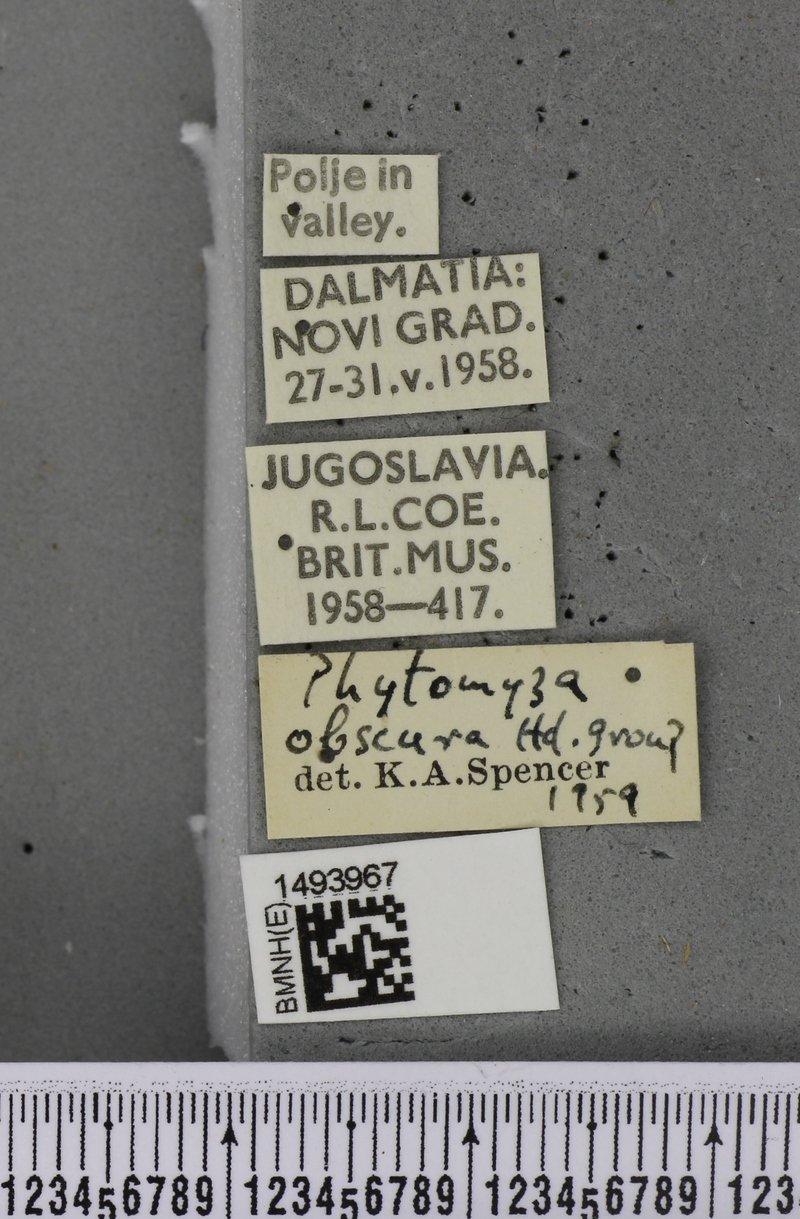 Polje in
valley.
DALMATIA:
NOVI GRAD.
27-31.v.1958.
JUGOSLAVIA.
R.L.COE.
BRIT.MUS.
1958—417.
Phytomyza
obscura Hd. group
det. K.A.Spencer
1959
1493967
BMNH(E)
123456789 123456789 123456789 123